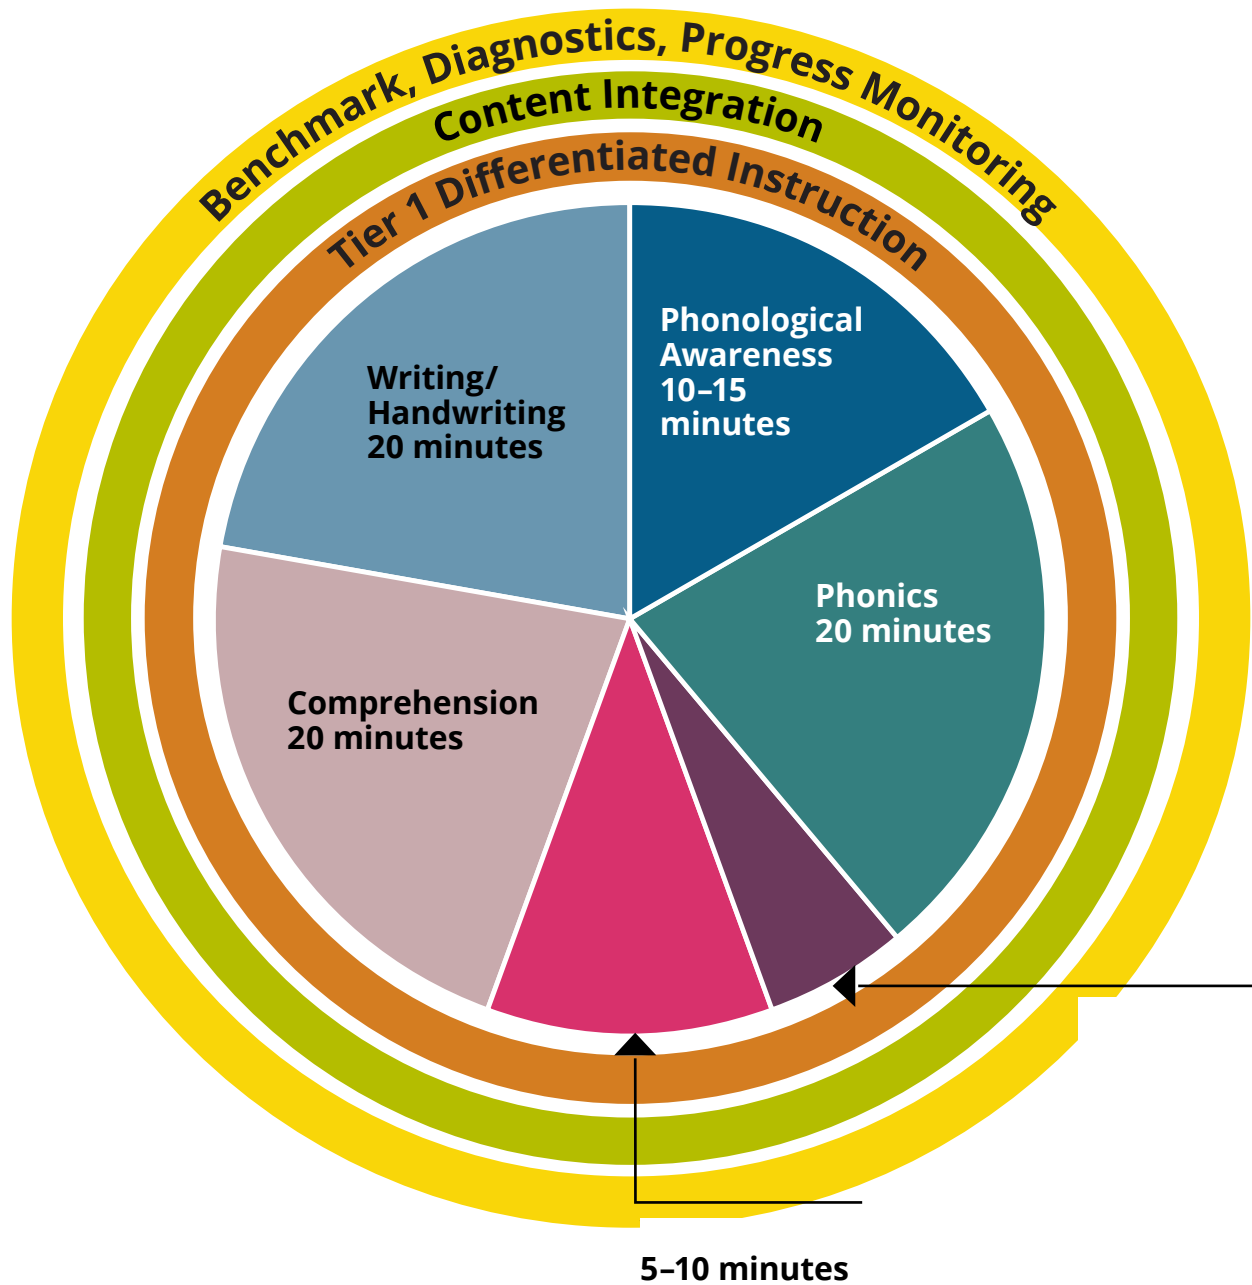 Benchmark, Diagnostics, Progress Monitoring
Content Integration
Tier 1 Differentiated Instruction
Phonological
Awareness
10–15
minutes
Writing/
Handwriting
20 minutes
Phonics
20 minutes
Comprehension
20 minutes
5–10 minutes